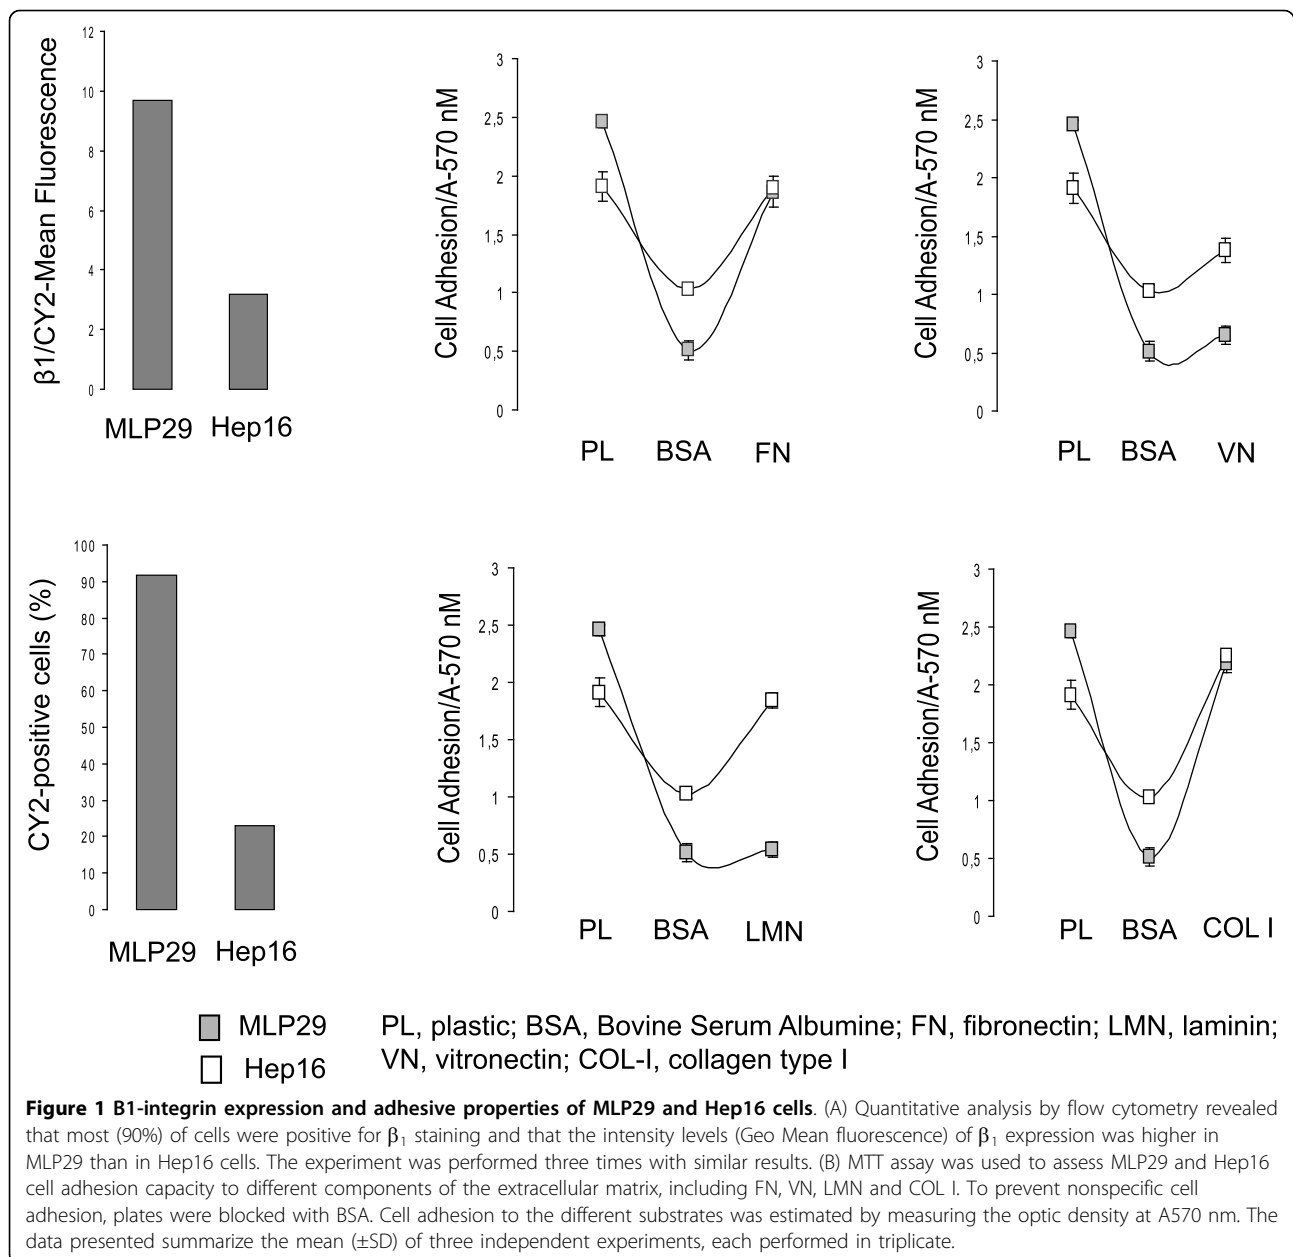 12
10
8
6
4
2
0
β1/CY2-Mean Fluorescence
MLP29 Hep16
3
2,5
2
1,5
1
0,5
0
Cell Adhesion/A-570 nM
PL BSA FN
3
2,5
2
1,5
1
0,5
0
Cell Adhesion/A-570 nM
PL BSA VN
100
90
80
70
60
50
40
30
20
10
0
CY2-positive cells (%)
MLP29 Hep16
3
2,5
2
1,5
1
0,5
0
Cell Adhesion/A-570 nM
PL BSA LMN
3
2,5
2
1,5
1
0,5
0
Cell Adhesion/A-570 nM
PL BSA COL I
MLP29
Hep16
PL, plastic; BSA, Bovine Serum Albumine; FN, fibronectin; LMN, laminin;
VN, vitronectin; COL-I, collagen type I
Figure 1 B1-integrin expression and adhesive properties of MLP29 and Hep16 cells. (A) Quantitative analysis by flow cytometry revealed
that most (90%) of cells were positive for β₁ staining and that the intensity levels (Geo Mean fluorescence) of β₁ expression was higher in
MLP29 than in Hep16 cells. The experiment was performed three times with similar results. (B) MTT assay was used to assess MLP29 and Hep16
cell adhesion capacity to different components of the extracellular matrix, including FN, VN, LMN and COL I. To prevent nonspecific cell
adhesion, plates were blocked with BSA. Cell adhesion to the different substrates was estimated by measuring the optic density at A570 nm. The
data presented summarize the mean (±SD) of three independent experiments, each performed in triplicate.